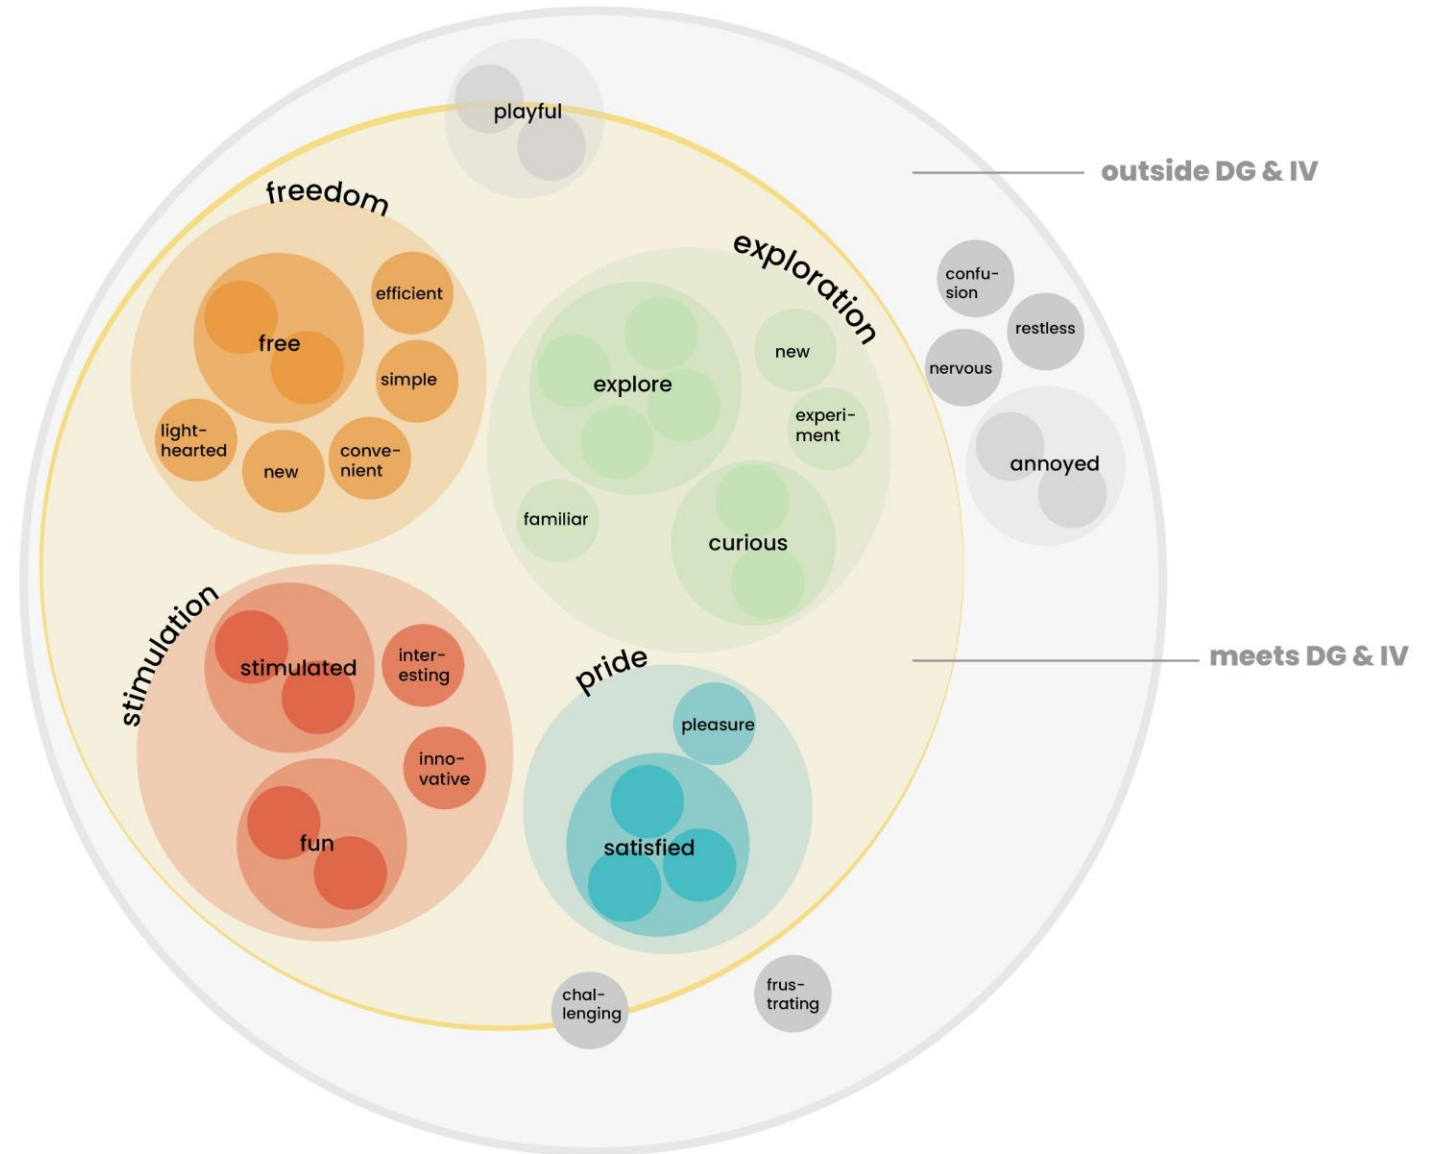 playful
outside DG & IV
freedom
exploration
confu-
sion
efficient
restless
free
new
nervous
simple
explore
experi-
ment
light-
hearted
conve-
nient
new
annoyed
familiar
curious
stimulation
pride
meets DG & IV
stimulated
inter-
esting
pleasure
inno-
vative
fun
satisfied
chal-
lenging
frus-
trating